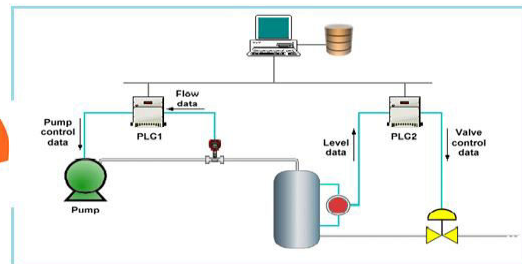 Flow
data
Pump
control
data
PLC1
Level
data
PLC2
Valve
control
data
Pump